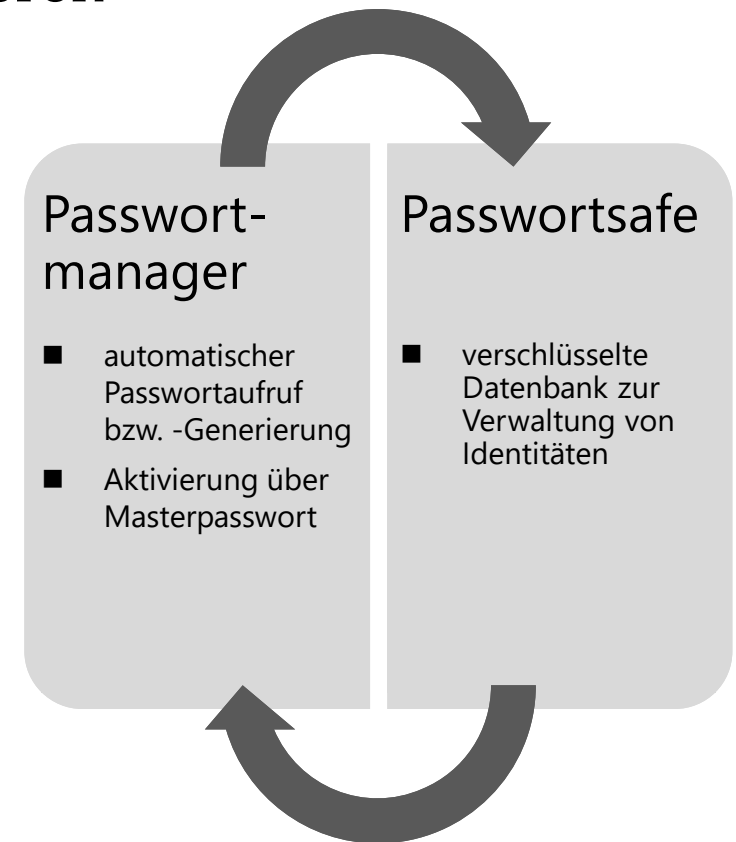 Passwort-
manager
■ automatischer
Passwortaufruf
bzw. -Generierung
■ Aktivierung über
Masterpasswort
Passwortsafe
■ verschlüsselte
Datenbank zur
Verwaltung von
Identitäten